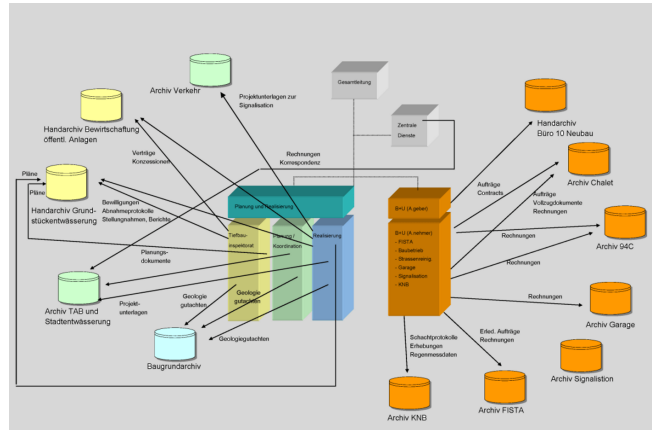 Gesamtleitung
Zentrale
Dienste
Archiv Verkehr
Projektunterlagen zur
Signalisation
Handarchiv Bewirtschaftung
öffentl. Anlagen
Verträge
Konzessionen
Rechnungen
Korrespondenz
Handarchiv
Büro 10 Neubau
Aufträge
Contracts
Aufträge
Vollzugdokumente
Rechnungen
Archiv Chalet
Pläne
Pläne
Handarchiv Grund-
stückentwässerung
Bewilligungen
Abnahmeprotokolle
Stellungnahmen, Berichte
Planung und Realisierung
B+U (A.geber)
Tiefbau-
inspektorat
Planung /
Koordination
Realisierung
B+U (A.nehmer)
- FISTA
- Baubetrieb
- Strassenreinig.
- Garage
- Signalisation
- KNB
Rechnungen
Archiv 94C
Rechnungen
Planungs-
dokumente
Archiv TAB und
Stadtentwässerung
Projekt-
unterlagen
Geologie
gutachten
Geologie
gutachten
Geologiegutachten
Baugrundarchiv
Rechnungen
Archiv Garage
Schachtprotokolle
Erhebungen
Regenmessdaten
Erled. Aufträge
Rechnungen
Archiv Signalistion
Archiv KNB
Archiv FISTA